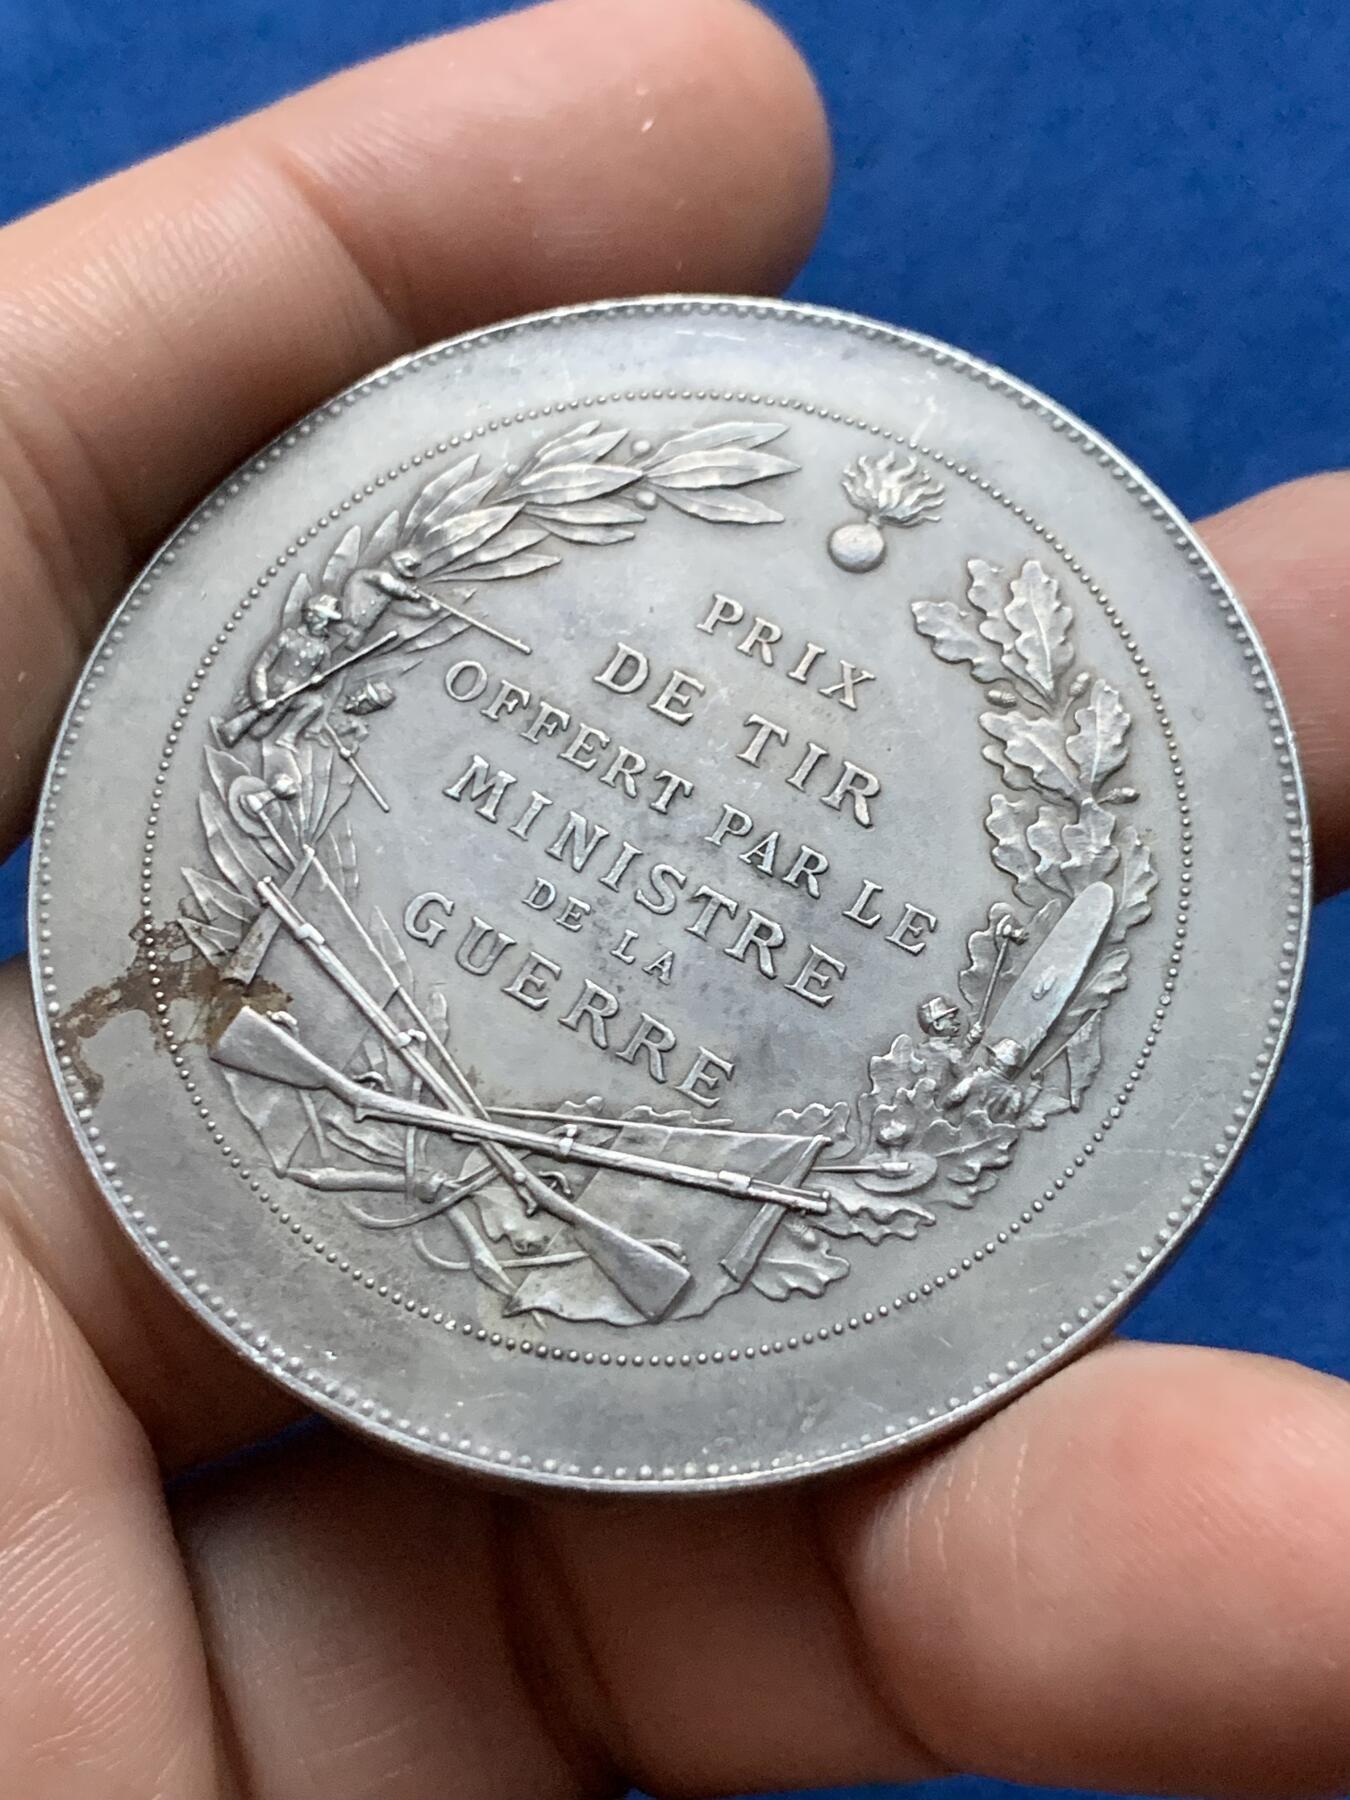 PRIX
DE TIR
OFFERT PAR LE
MINISTRE
DE LA
GUERRE